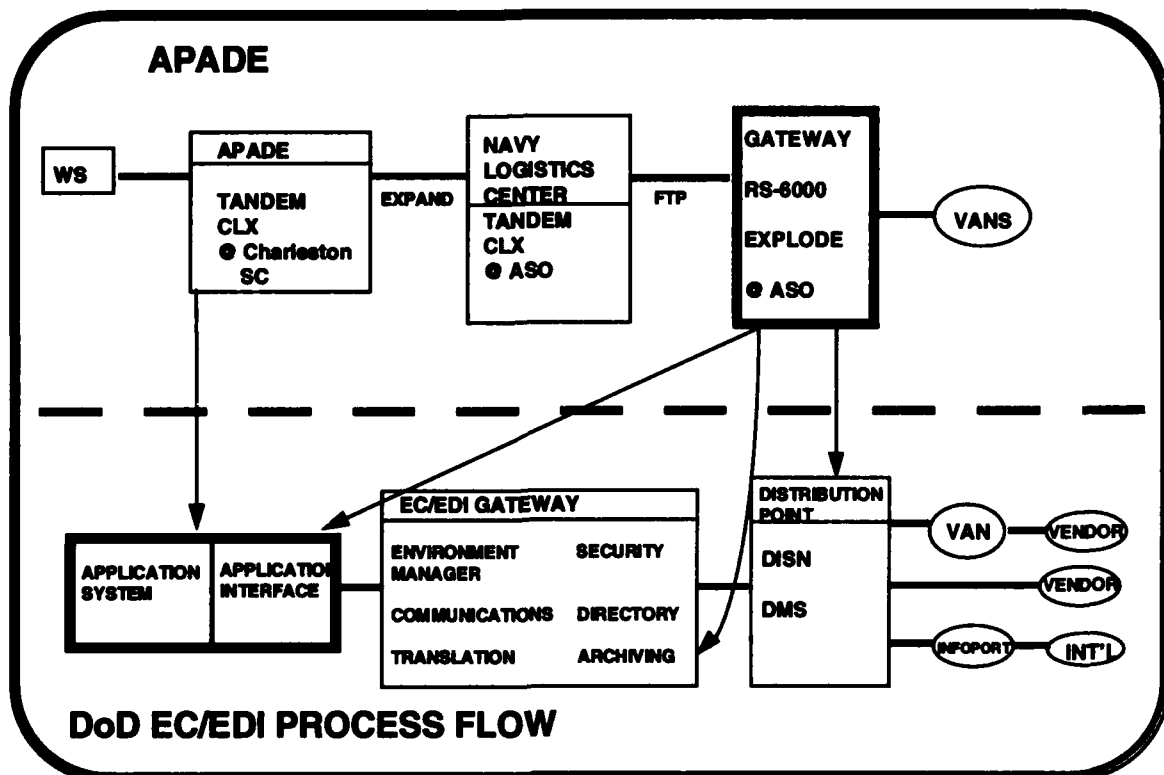 APADE
WS
APADE
TANDEM
CLX
@ Charleston
SC
EXPAND
NAVY
LOGISTICS
CENTER
TANDEM
CLX
@ ASO
FTP
GATEWAY
RS-6000
EXPLODE
@ ASO
VANS
APPLICATION
SYSTEM
APPLICATION
INTERFACE
EC/EDI GATEWAY
ENVIRONMENT
MANAGER
COMMUNICATIONS
TRANSLATION
SECURITY
DIRECTORY
ARCHIVING
DISTRIBUTION
POINT
DISN
DMS
VAN
VENDOR
VENDOR
INFOPORT
INT'L
DoD EC/EDI PROCESS FLOW